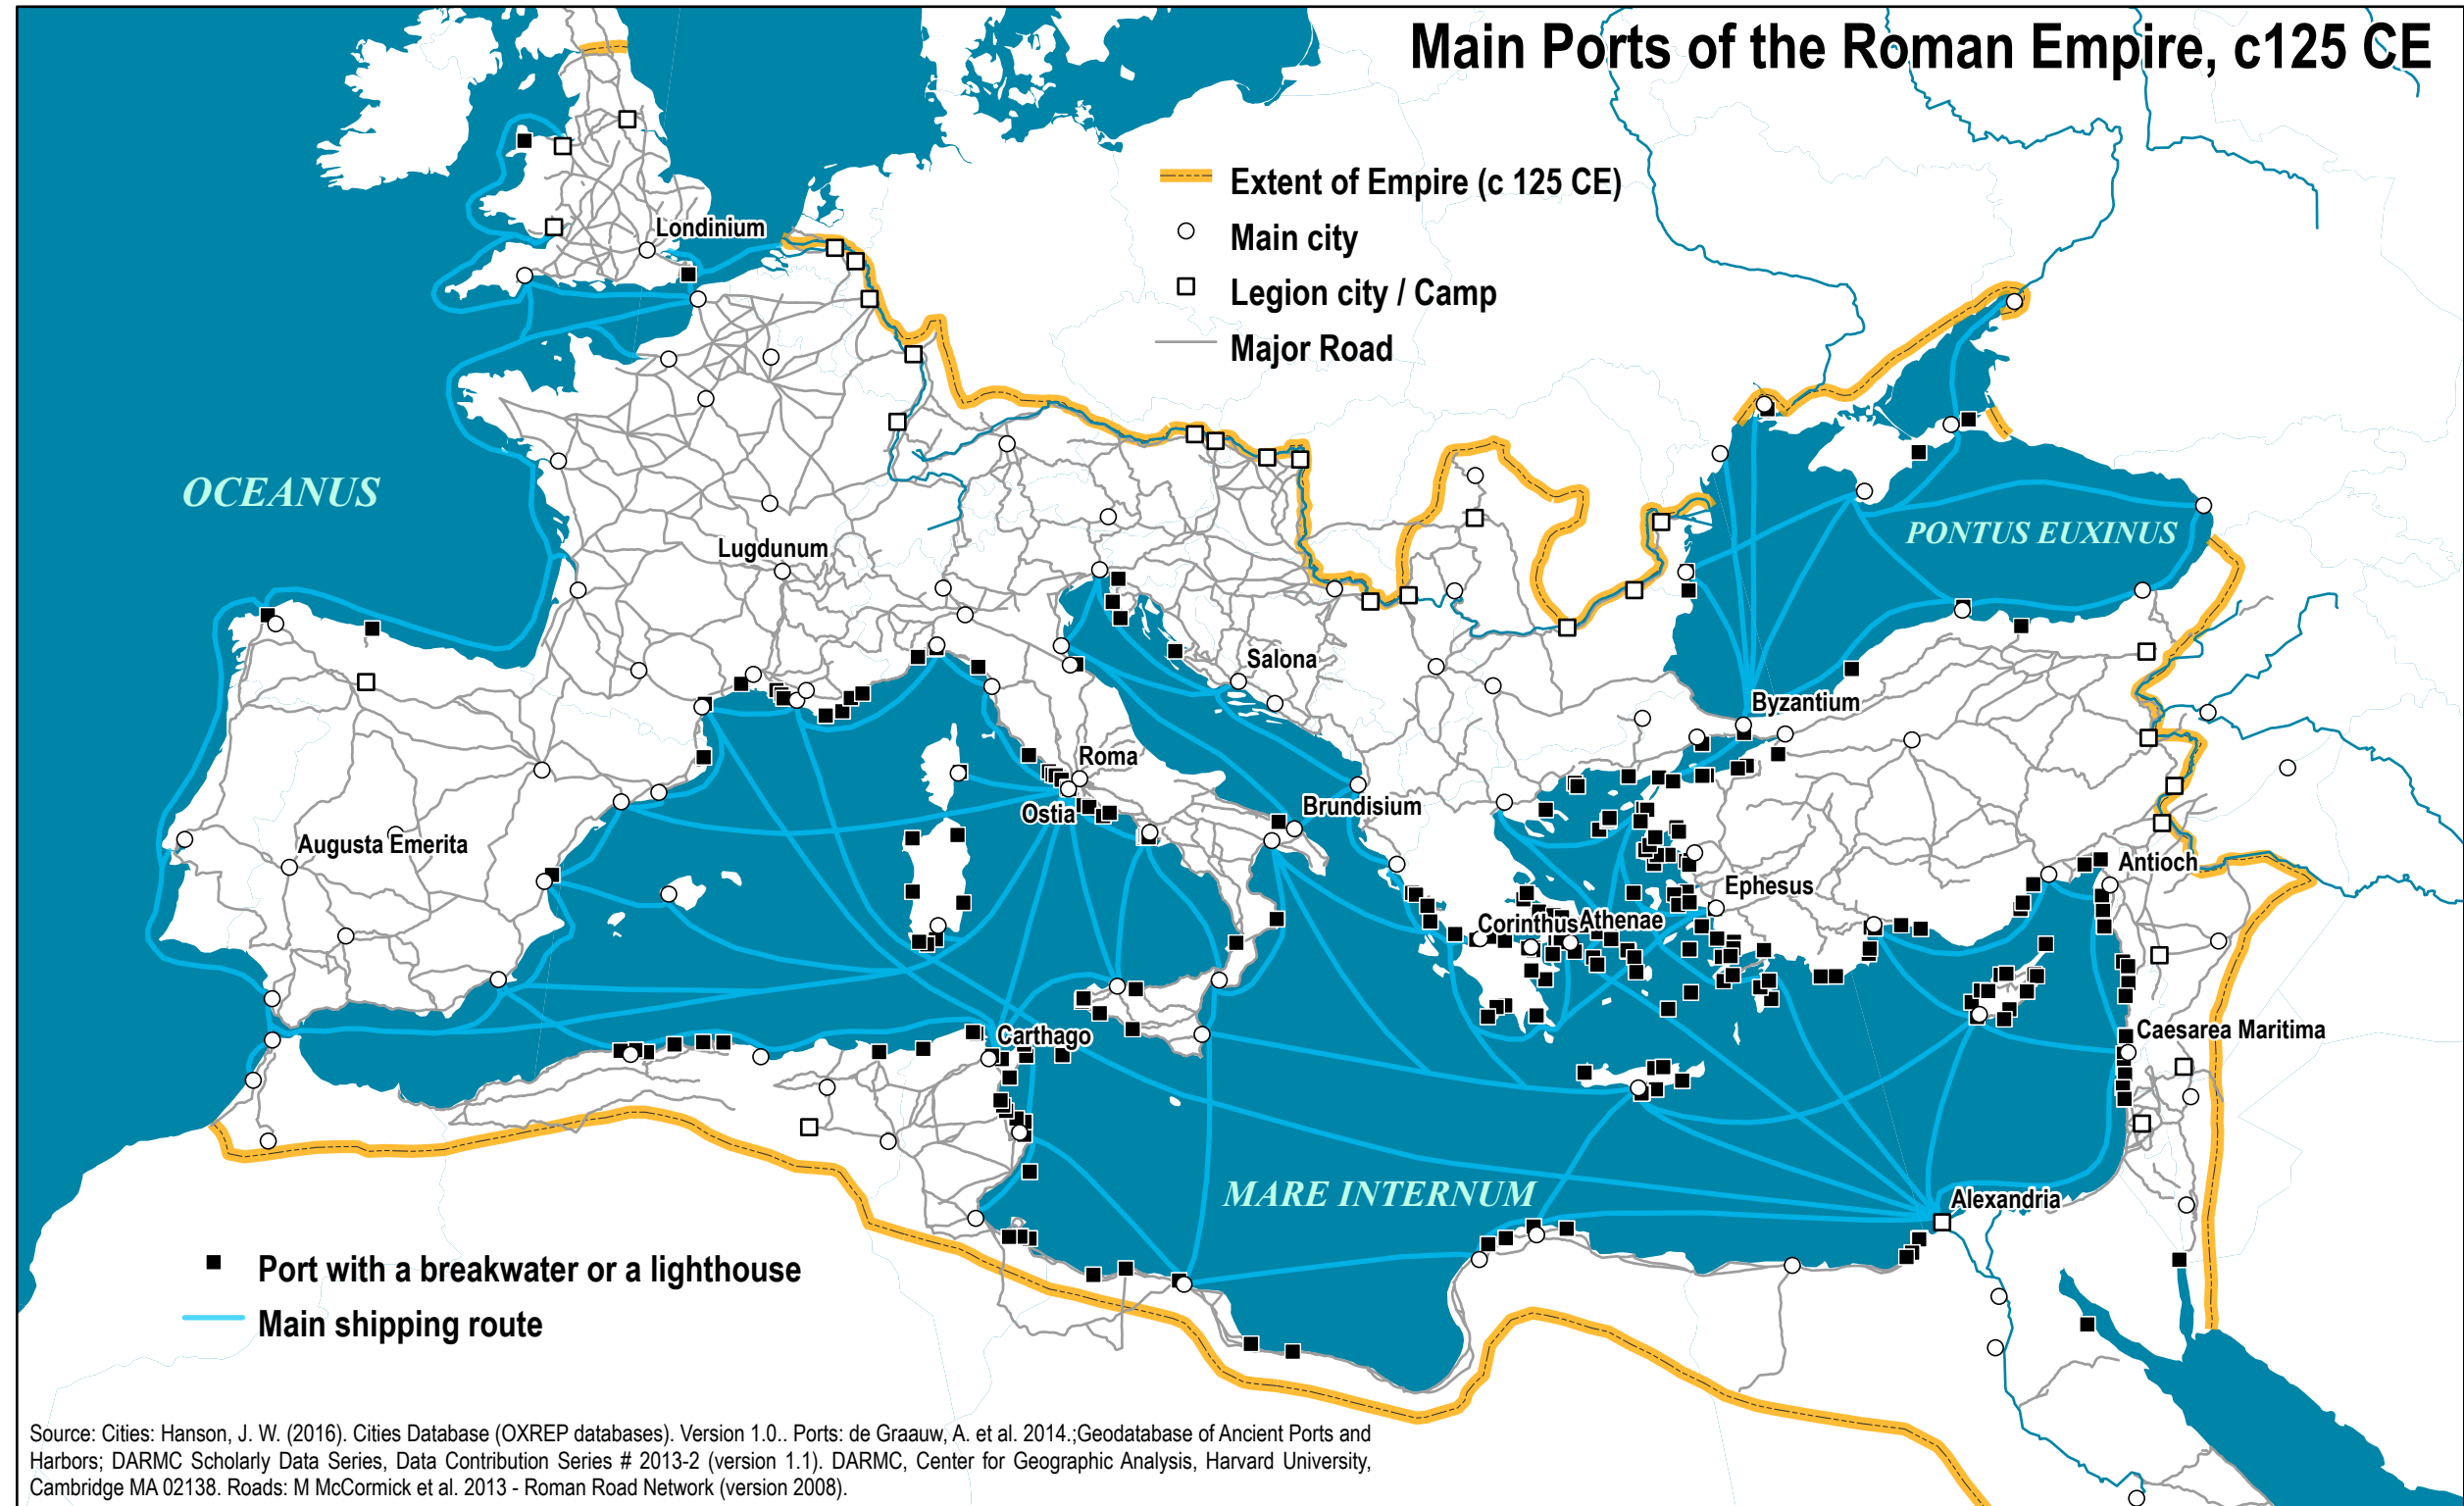 Main Ports of the Roman Empire, c125 CE
Extent of Empire (c 125 CE)
Main city
Legion city / Camp
Major Road
Londinium
OCEANUS
PONTUS EUXINUS
Lugdunum
Salona
Byzantium
Roma
Ostia
Brundisium
Augusta Emerita
Antioch
Ephesus
Corinthus
Athenae
Carthago
Caesarea Maritima
MARE INTERNUM
Alexandria
Port with a breakwater or a lighthouse
Main shipping route
Source: Cities: Hanson, J. W. (2016). Cities Database (OXREP databases). Version 1.0.. Ports: de Graauw, A. et al. 2014.;Geodatabase of Ancient Ports and
Harbors; DARMC Scholarly Data Series, Data Contribution Series # 2013-2 (version 1.1). DARMC, Center for Geographic Analysis, Harvard University,
Cambridge MA 02138. Roads: M McCormick et al. 2013 - Roman Road Network (version 2008).